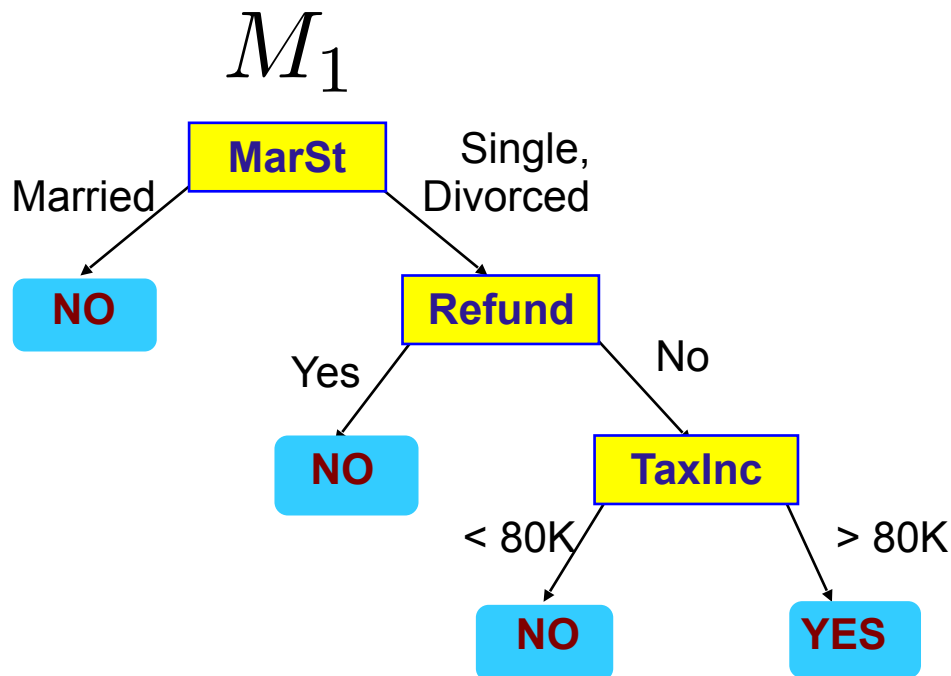 M₁
MarSt
Single,
Married
Divorced
NO
Refund
Yes
No
NO
TaxInc
< 80K
> 80K
NO
YES